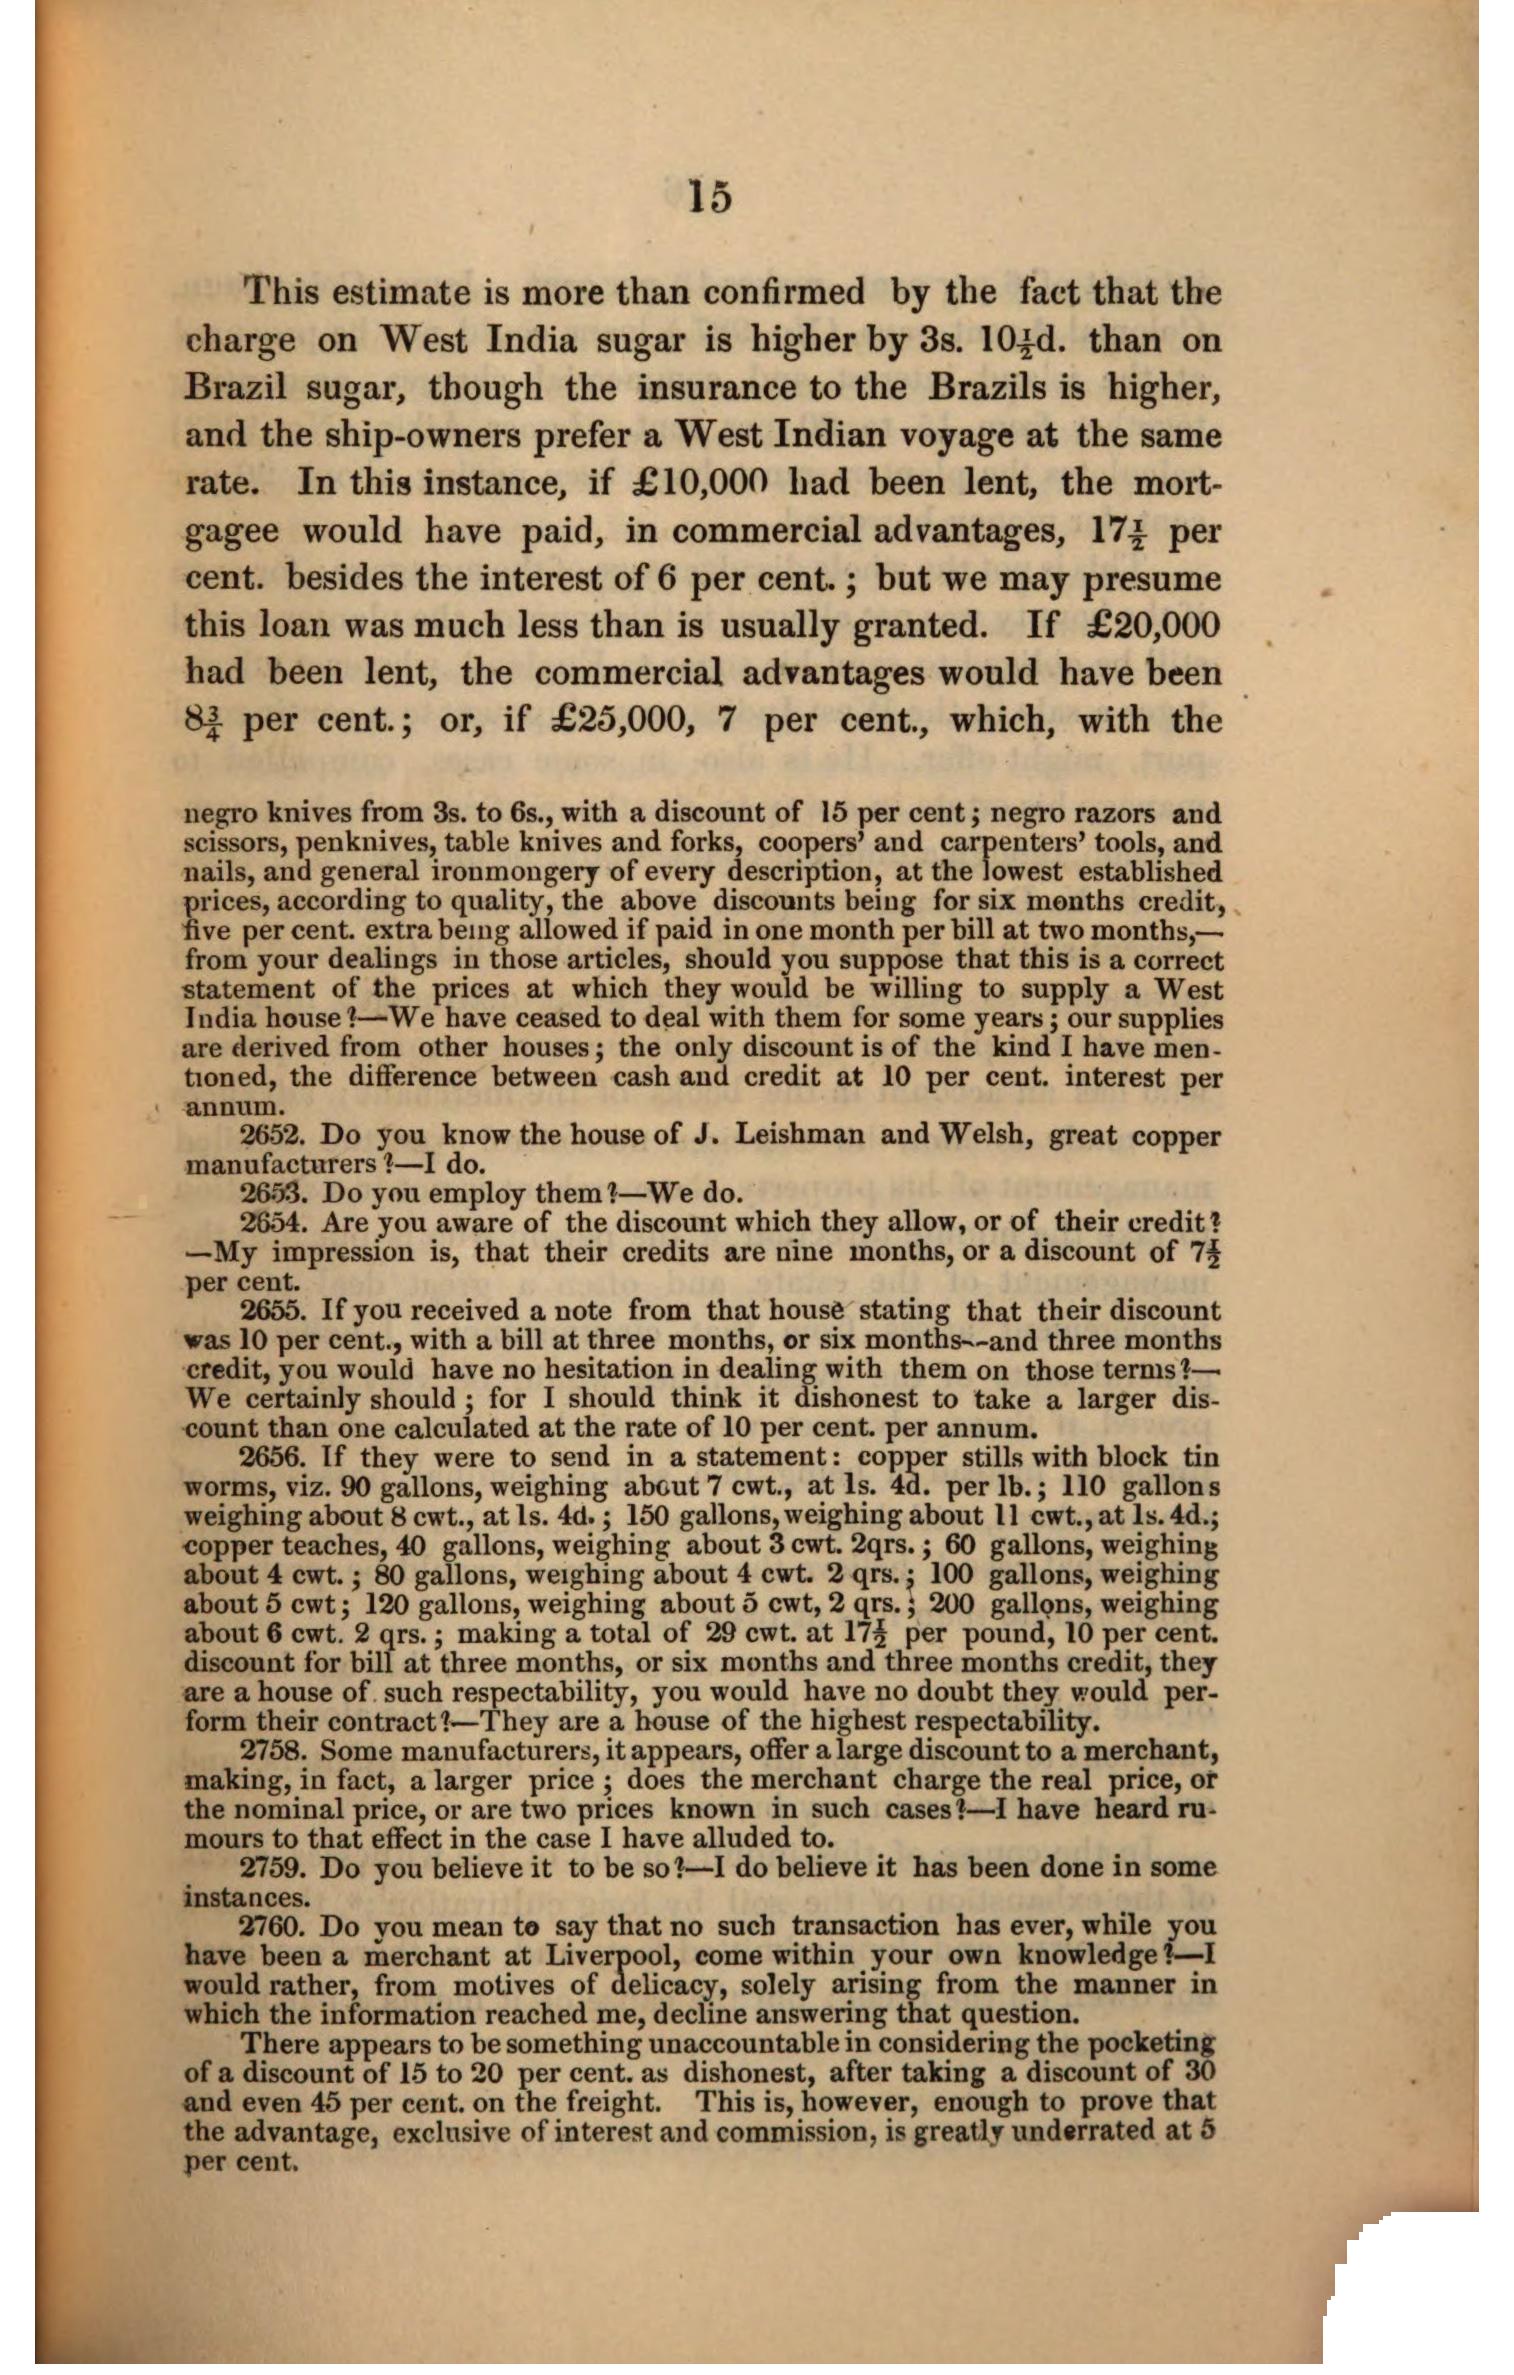 15
This estimate is more than confirmed by the fact that the
charge on West India sugar is higher by 3s. 10½d. than on
Brazil sugar, though the insurance to the Brazils is higher,
and the ship-owners prefer a West Indian voyage at the same
rate. In this instance, if £10,000 had been lent, the mort-
gagee would have paid, in commercial advantages, 17½ per
cent. besides the interest of 6 per cent. ; but we may presume
this loan was much less than is usually granted. If £20,000
had been lent, the commercial advantages would have been
8¾ per cent. ; or, if £25,000, 7 per cent., which, with the
negro knives from 3s. to 6s., with a discount of 15 per cent ; negro razors and
scissors, penknives, table knives and forks, coopers’ and carpenters’ tools, and
nails, and general ironmongery of every description, at the lowest established
prices, according to quality, the above discounts being for six months credit,
five per cent. extra being allowed if paid in one month per bill at two months,—
from your dealings in those articles, should you suppose that this is a correct
statement of the prices at which they would be willing to supply a West
India house ?—We have ceased to deal with them for some years ; our supplies
are derived from other houses ; the only discount is of the kind I have men-
tioned, the difference between cash and credit at 10 per cent. interest per
annum.
2652. Do you know the house of J. Leishman and Welsh, great copper
manufacturers ?—I do.
2653. Do you employ them ?—We do.
2654. Are you aware of the discount which they allow, or of their credit ?
—My impression is, that their credits are nine months, or a discount of 7½
per cent.
2655. If you received a note from that house stating that their discount
was 10 per cent., with a bill at three months, or six months--and three months
credit, you would have no hesitation in dealing with them on those terms ?—
We certainly should ; for I should think it dishonest to take a larger dis-
count than one calculated at the rate of 10 per cent. per annum.
2656. If they were to send in a statement : copper stills with block tin
worms, viz. 90 gallons, weighing about 7 cwt., at 1s. 4d. per lb. ; 110 gallons
weighing about 8 cwt., at 1s. 4d. ; 150 gallons, weighing about 11 cwt., at 1s. 4d.;
copper teaches, 40 gallons, weighing about 3 cwt. 2qrs. ; 60 gallons, weighing
about 4 cwt. ; 80 gallons, weighing about 4 cwt. 2 qrs. ; 100 gallons, weighing
about 5 cwt ; 120 gallons, weighing about 5 cwt, 2 qrs. ; 200 gallons, weighing
about 6 cwt. 2 qrs. ; making a total of 29 cwt. at 17½ per pound, 10 per cent.
discount for bill at three months, or six months and three months credit, they
are a house of such respectability, you would have no doubt they would per-
form their contract ?—They are a house of the highest respectability.
2758. Some manufacturers, it appears, offer a large discount to a merchant,
making, in fact, a larger price ; does the merchant charge the real price, or
the nominal price, or are two prices known in such cases ?—I have heard ru-
mours to that effect in the case I have alluded to.
2759. Do you believe it to be so ?—I do believe it has been done in some
instances.
2760. Do you mean to say that no such transaction has ever, while you
have been a merchant at Liverpool, come within your own knowledge ?—I
would rather, from motives of delicacy, solely arising from the manner in
which the information reached me, decline answering that question.
There appears to be something unaccountable in considering the pocketing
of a discount of 15 to 20 per cent. as dishonest, after taking a discount of 30
and even 45 per cent. on the freight. This is, however, enough to prove that
the advantage, exclusive of interest and commission, is greatly underrated at 5
per cent.